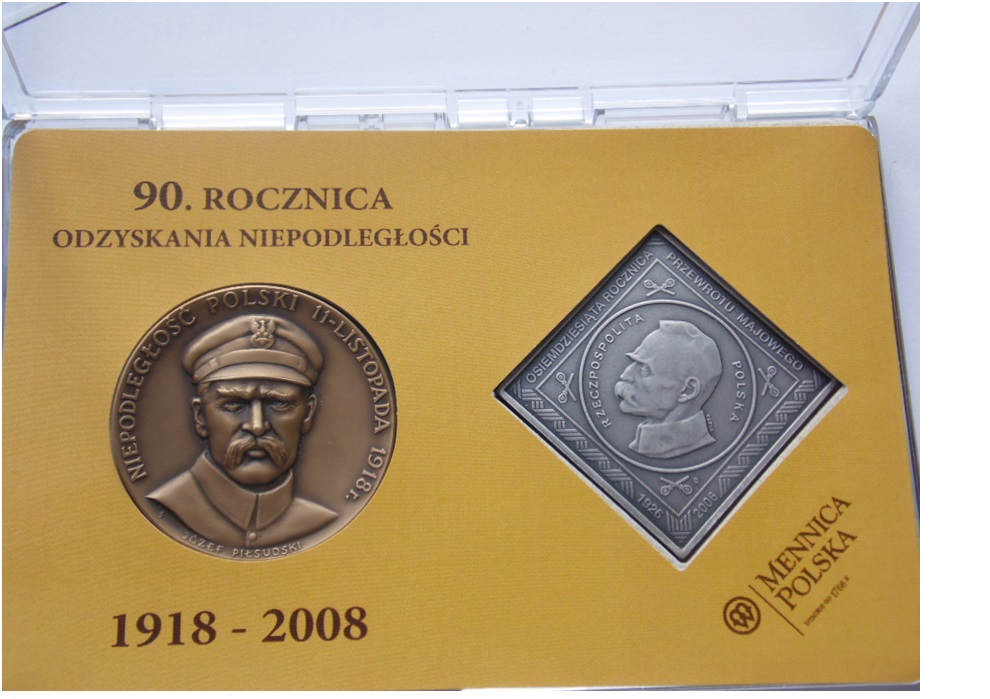 90. ROCZNICA
ODZYSKANIA NIEPODLEGŁOŚCI
NIEPODLEGŁOŚĆ POLSKI 11-LISTOPADA 1918r.
JÓZEF PIŁSUDSKI
1918 - 2008
OSIEMDZIESIĄTA ROCZNICA
PRZEWROTU MAJOWEGO
RZECZPOSPOLITA
POLSKA
1926
2006
MENNICA
POLSKA